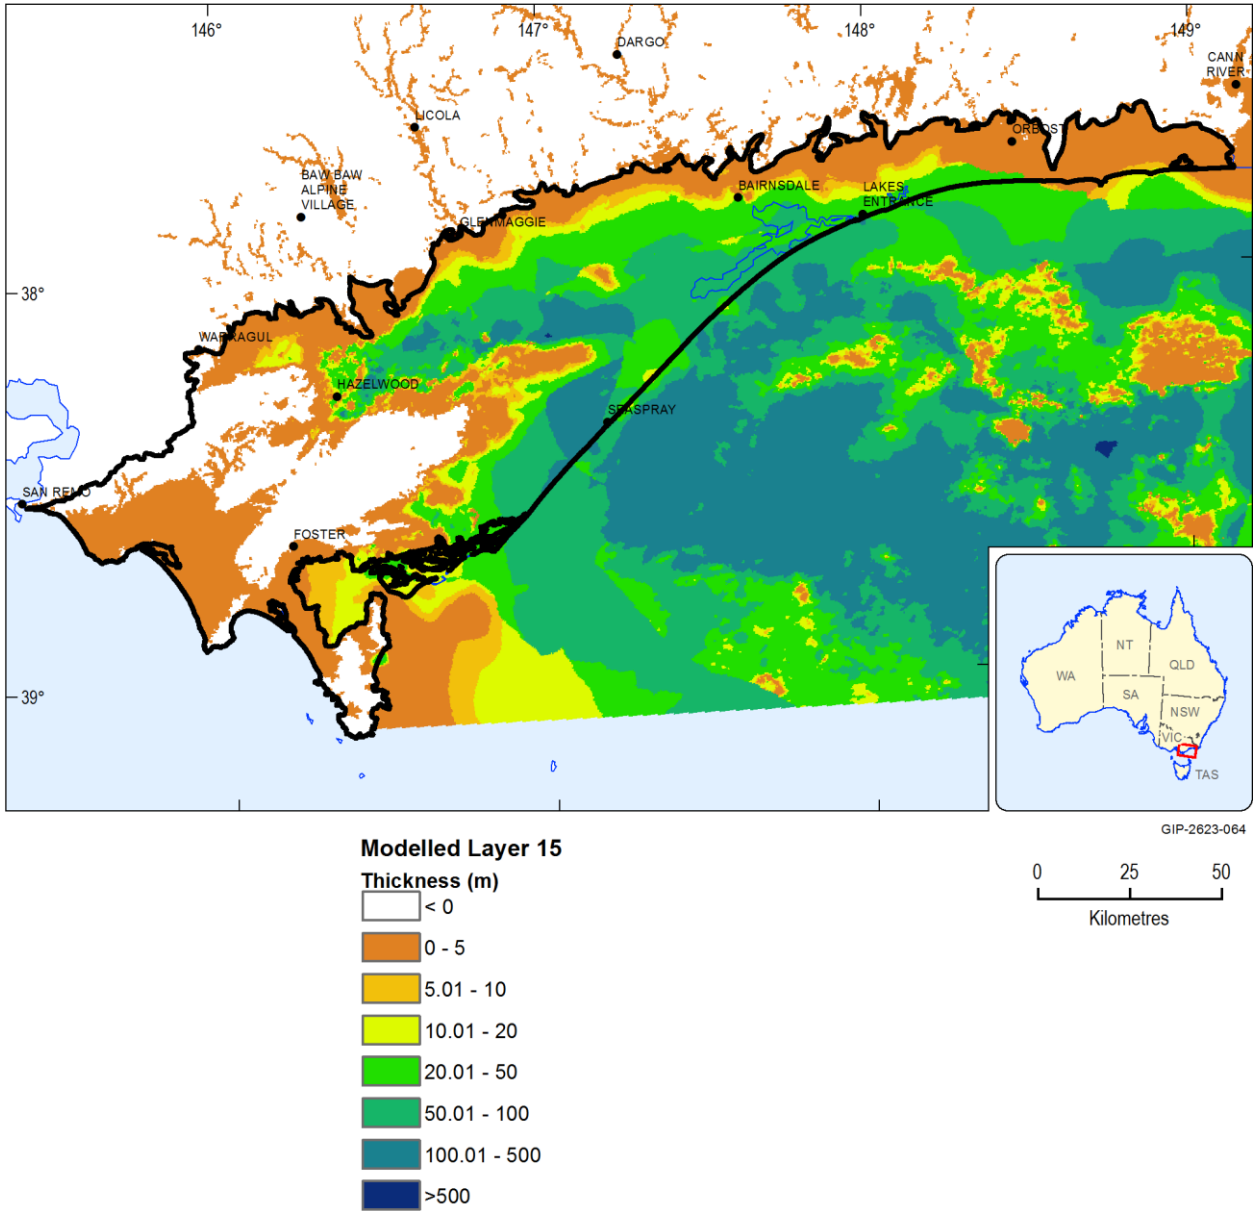 146°
147°
148°
149°
DARGO
CANN
RIVER
LICOLA
ORBOST
BAW BAW
ALPINE
VILLAGE
BAIRNSDALE
LAKES
ENTRANCE
GLENMAGGIE
38°
WARRAGUL
HAZELWOOD
SEASPRAY
SAN REMO
FOSTER
39°
NT
WA
QLD
SA
NSW
VIC
TAS
GIP-2623-064
Modelled Layer 15
Thickness (m)
< 0
0 - 5
5.01 - 10
10.01 - 20
20.01 - 50
50.01 - 100
100.01 - 500
>500
0 25 50
Kilometres